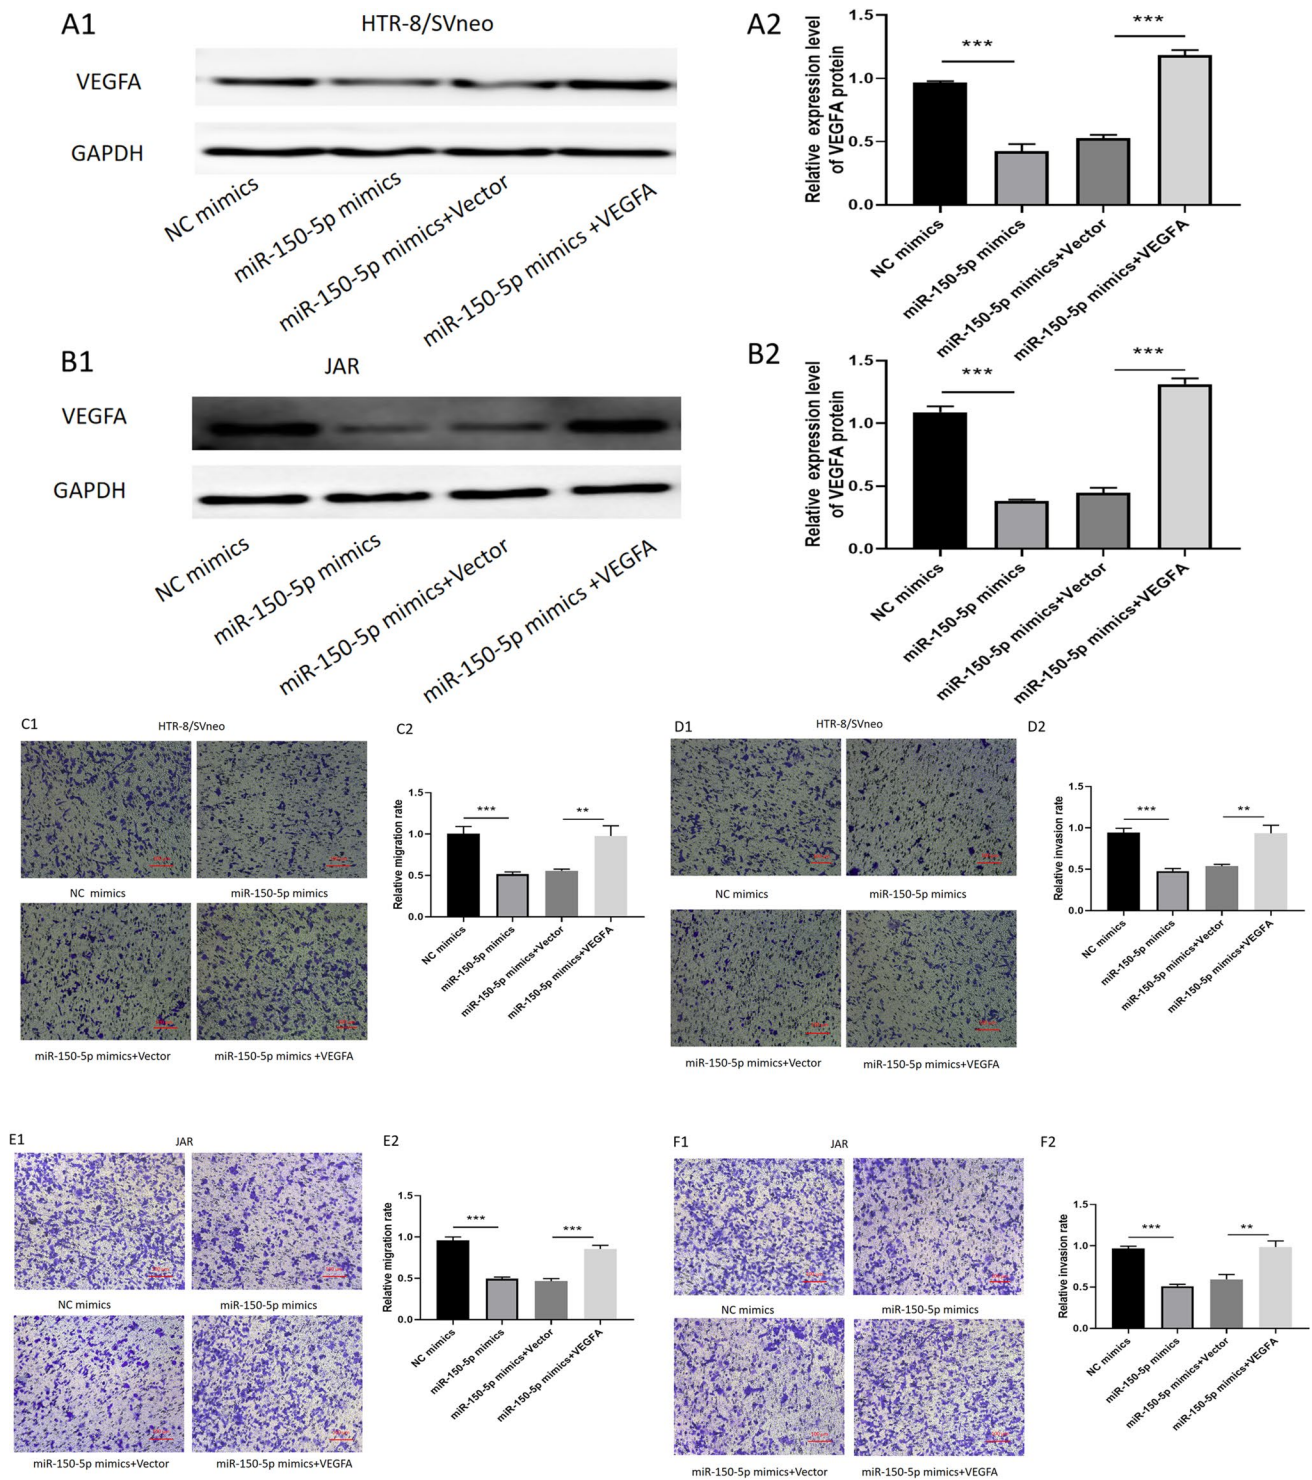 A1
HTR-8/SVneo
VEGFA
GAPDH
NC mimics
miR-150-5p mimics
miR-150-5p mimics+Vector
miR-150-5p mimics +VEGFA
A2
Relative expression level
of VEGFA protein
1.5
1.0
0.5
0.0
***
***
NC mimics
miR-150-5p mimics
miR-150-5p mimics+Vector
miR-150-5p mimics+VEGFA
B1
JAR
VEGFA
GAPDH
NC mimics
miR-150-5p mimics
miR-150-5p mimics+Vector
miR-150-5p mimics +VEGFA
B2
Relative expression level
of VEGFA protein
1.5
1.0
0.5
0.0
***
***
NC mimics
miR-150-5p mimics
miR-150-5p mimics+Vector
miR-150-5p mimics+VEGFA
C1
HTR-8/SVneo
NC mimics
miR-150-5p mimics
miR-150-5p mimics+Vector
miR-150-5p mimics +VEGFA
C2
Relative migration rate
1.5
1.0
0.5
0.0
***
**
NC mimics
miR-150-5p mimics
miR-150-5p mimics+Vector
miR-150-5p mimics+VEGFA
D1
HTR-8/SVneo
NC mimics
miR-150-5p mimics
miR-150-5p mimics+Vector
miR-150-5p mimics+VEGFA
D2
Relative invasion rate
1.5
1.0
0.5
0.0
***
**
NC mimics
miR-150-5p mimics
miR-150-5p mimics+Vector
miR-150-5p mimics+VEGFA
E1
JAR
NC mimics
miR-150-5p mimics
miR-150-5p mimics+Vector
miR-150-5p mimics+VEGFA
E2
Relative migration rate
1.5
1.0
0.5
0.0
***
***
NC mimics
miR-150-5p mimics
miR-150-5p mimics+Vector
miR-150-5p mimics+VEGFA
F1
JAR
NC mimics
miR-150-5p mimics
miR-150-5p mimics+Vector
miR-150-5p mimics+VEGFA
F2
Relative invasion rate
1.5
1.0
0.5
0.0
***
**
NC mimics
miR-150-5p mimics
miR-150-5p mimics+Vector
miR-150-5p mimics+VEGFA